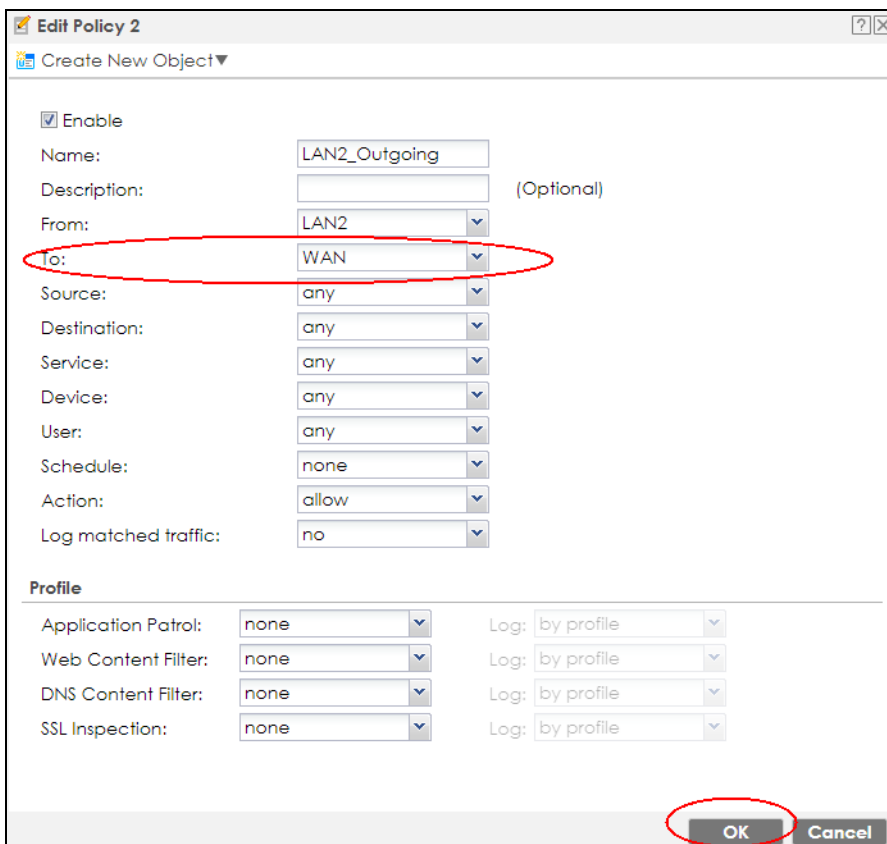 Edit Policy 2
Create New Object
Enable
Name: LAN2_Outgoing
Description: (Optional)
From: LAN2
To: WAN
Source: any
Destination: any
Service: any
Device: any
User: any
Schedule: none
Action: allow
Log matched traffic: no
Profile
Application Patrol: none Log: by profile
Web Content Filter: none Log: by profile
DNS Content Filter: none Log: by profile
SSL Inspection: none Log: by profile
OK Cancel